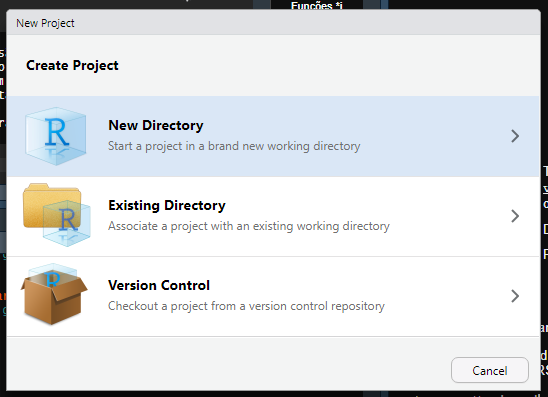 Funções *i
New Project
Create Project
R
New Directory
Start a project in a brand new working directory
R
Existing Directory
Associate a project with an existing working directory
R
Version Control
Checkout a project from a version control repository
Cancel